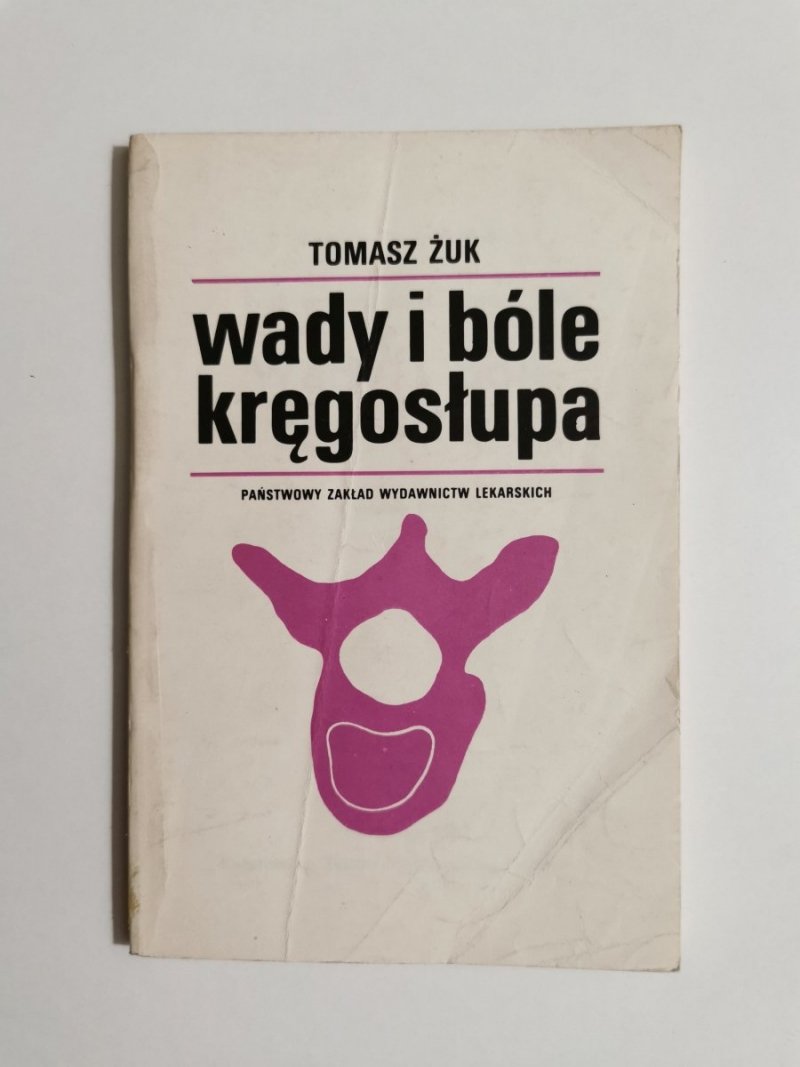 TOMASZ ŻUK
wady i bóle
kręgosłupa
PAŃSTWOWY ZAKŁAD WYDAWNICTW LEKARSKICH